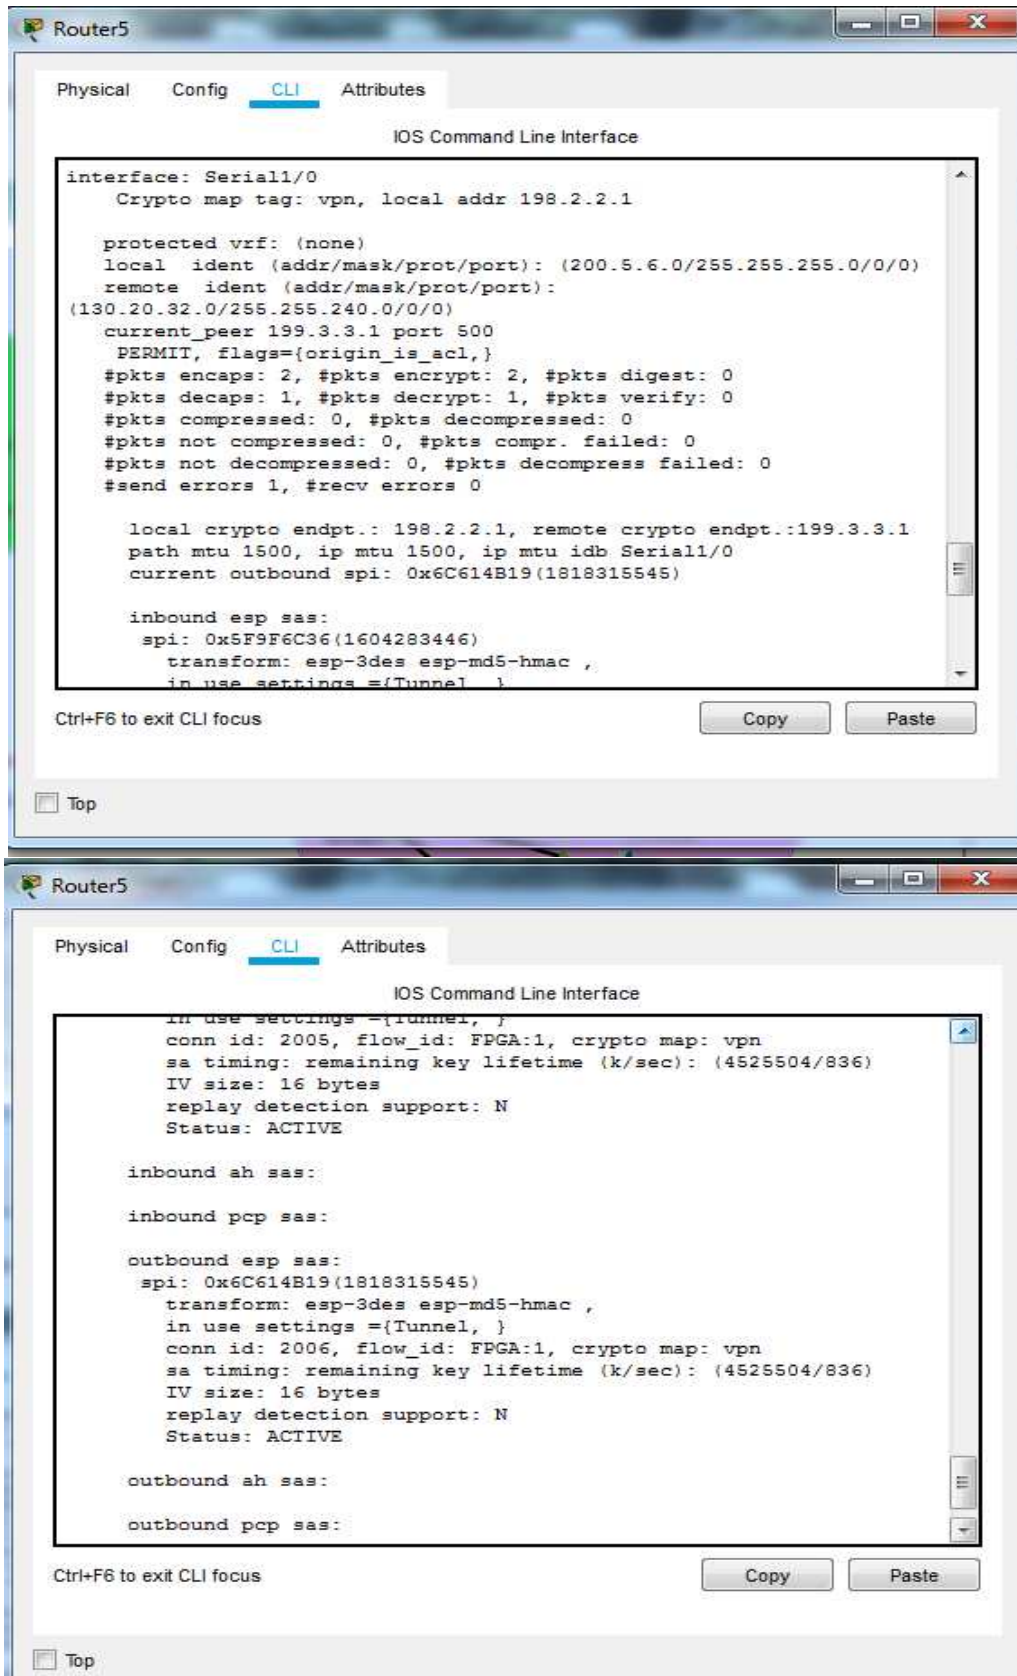 Router5
Physical Config CLI Attributes
IOS Command Line Interface
interface: Serial1/0
Crypto map tag: vpn, local addr 198.2.2.1
protected vrf: (none)
local ident (addr/mask/prot/port): (200.5.6.0/255.255.255.0/0/0)
remote ident (addr/mask/prot/port):
(130.20.32.0/255.255.240.0/0/0)
current_peer 199.3.3.1 port 500
PERMIT, flags={origin_is_acl,}
#pkts encaps: 2, #pkts encrypt: 2, #pkts digest: 0
#pkts decaps: 1, #pkts decrypt: 1, #pkts verify: 0
#pkts compressed: 0, #pkts decompressed: 0
#pkts not compressed: 0, #pkts compr. failed: 0
#pkts not decompressed: 0, #pkts decompress failed: 0
#send errors 1, #recv errors 0
local crypto endpt.: 198.2.2.1, remote crypto endpt.:199.3.3.1
path mtu 1500, ip mtu 1500, ip mtu idb Serial1/0
current outbound spi: 0x6C614B19(1818315545)
inbound esp sas:
spi: 0x5F9F6C36(1604283446)
transform: esp-3des esp-md5-hmac ,
in use settings ={Tunnel, }
Ctrl+F6 to exit CLI focus
Copy Paste
Top
Router5
Physical Config CLI Attributes
IOS Command Line Interface
in use settings ={Tunnel, }
conn id: 2005, flow_id: FPGA:1, crypto map: vpn
sa timing: remaining key lifetime (k/sec): (4525504/836)
IV size: 16 bytes
replay detection support: N
Status: ACTIVE
inbound ah sas:
inbound pcp sas:
outbound esp sas:
spi: 0x6C614B19(1818315545)
transform: esp-3des esp-md5-hmac ,
in use settings ={Tunnel, }
conn id: 2006, flow_id: FPGA:1, crypto map: vpn
sa timing: remaining key lifetime (k/sec): (4525504/836)
IV size: 16 bytes
replay detection support: N
Status: ACTIVE
outbound ah sas:
outbound pcp sas:
Ctrl+F6 to exit CLI focus
Copy Paste
Top